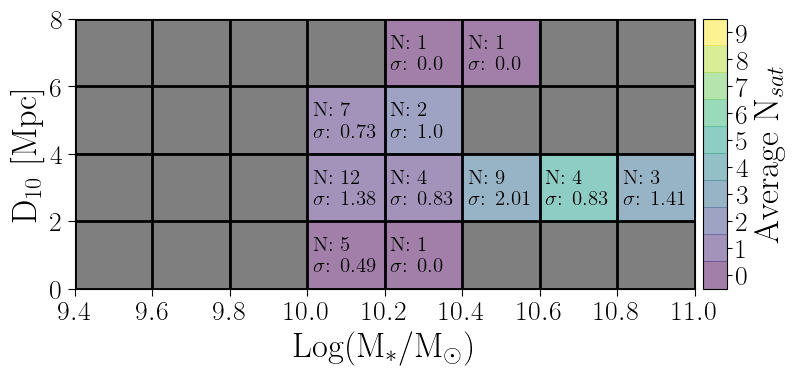 8
N: 1
σ: 0.0
N: 1
σ: 0.0
6
N: 7
σ: 0.73
N: 2
σ: 1.0
4
N: 12
σ: 1.38
N: 4
σ: 0.83
N: 9
σ: 2.01
N: 4
σ: 0.83
N: 3
σ: 1.41
2
N: 5
σ: 0.49
N: 1
σ: 0.0
0
D₁₀ [Mpc]
9.4 9.6 9.8 10.0 10.2 10.4 10.6 10.8 11.0
Log(M∗/M⊙)
9
8
7
6
5
4
3
2
1
0
Average N_sat